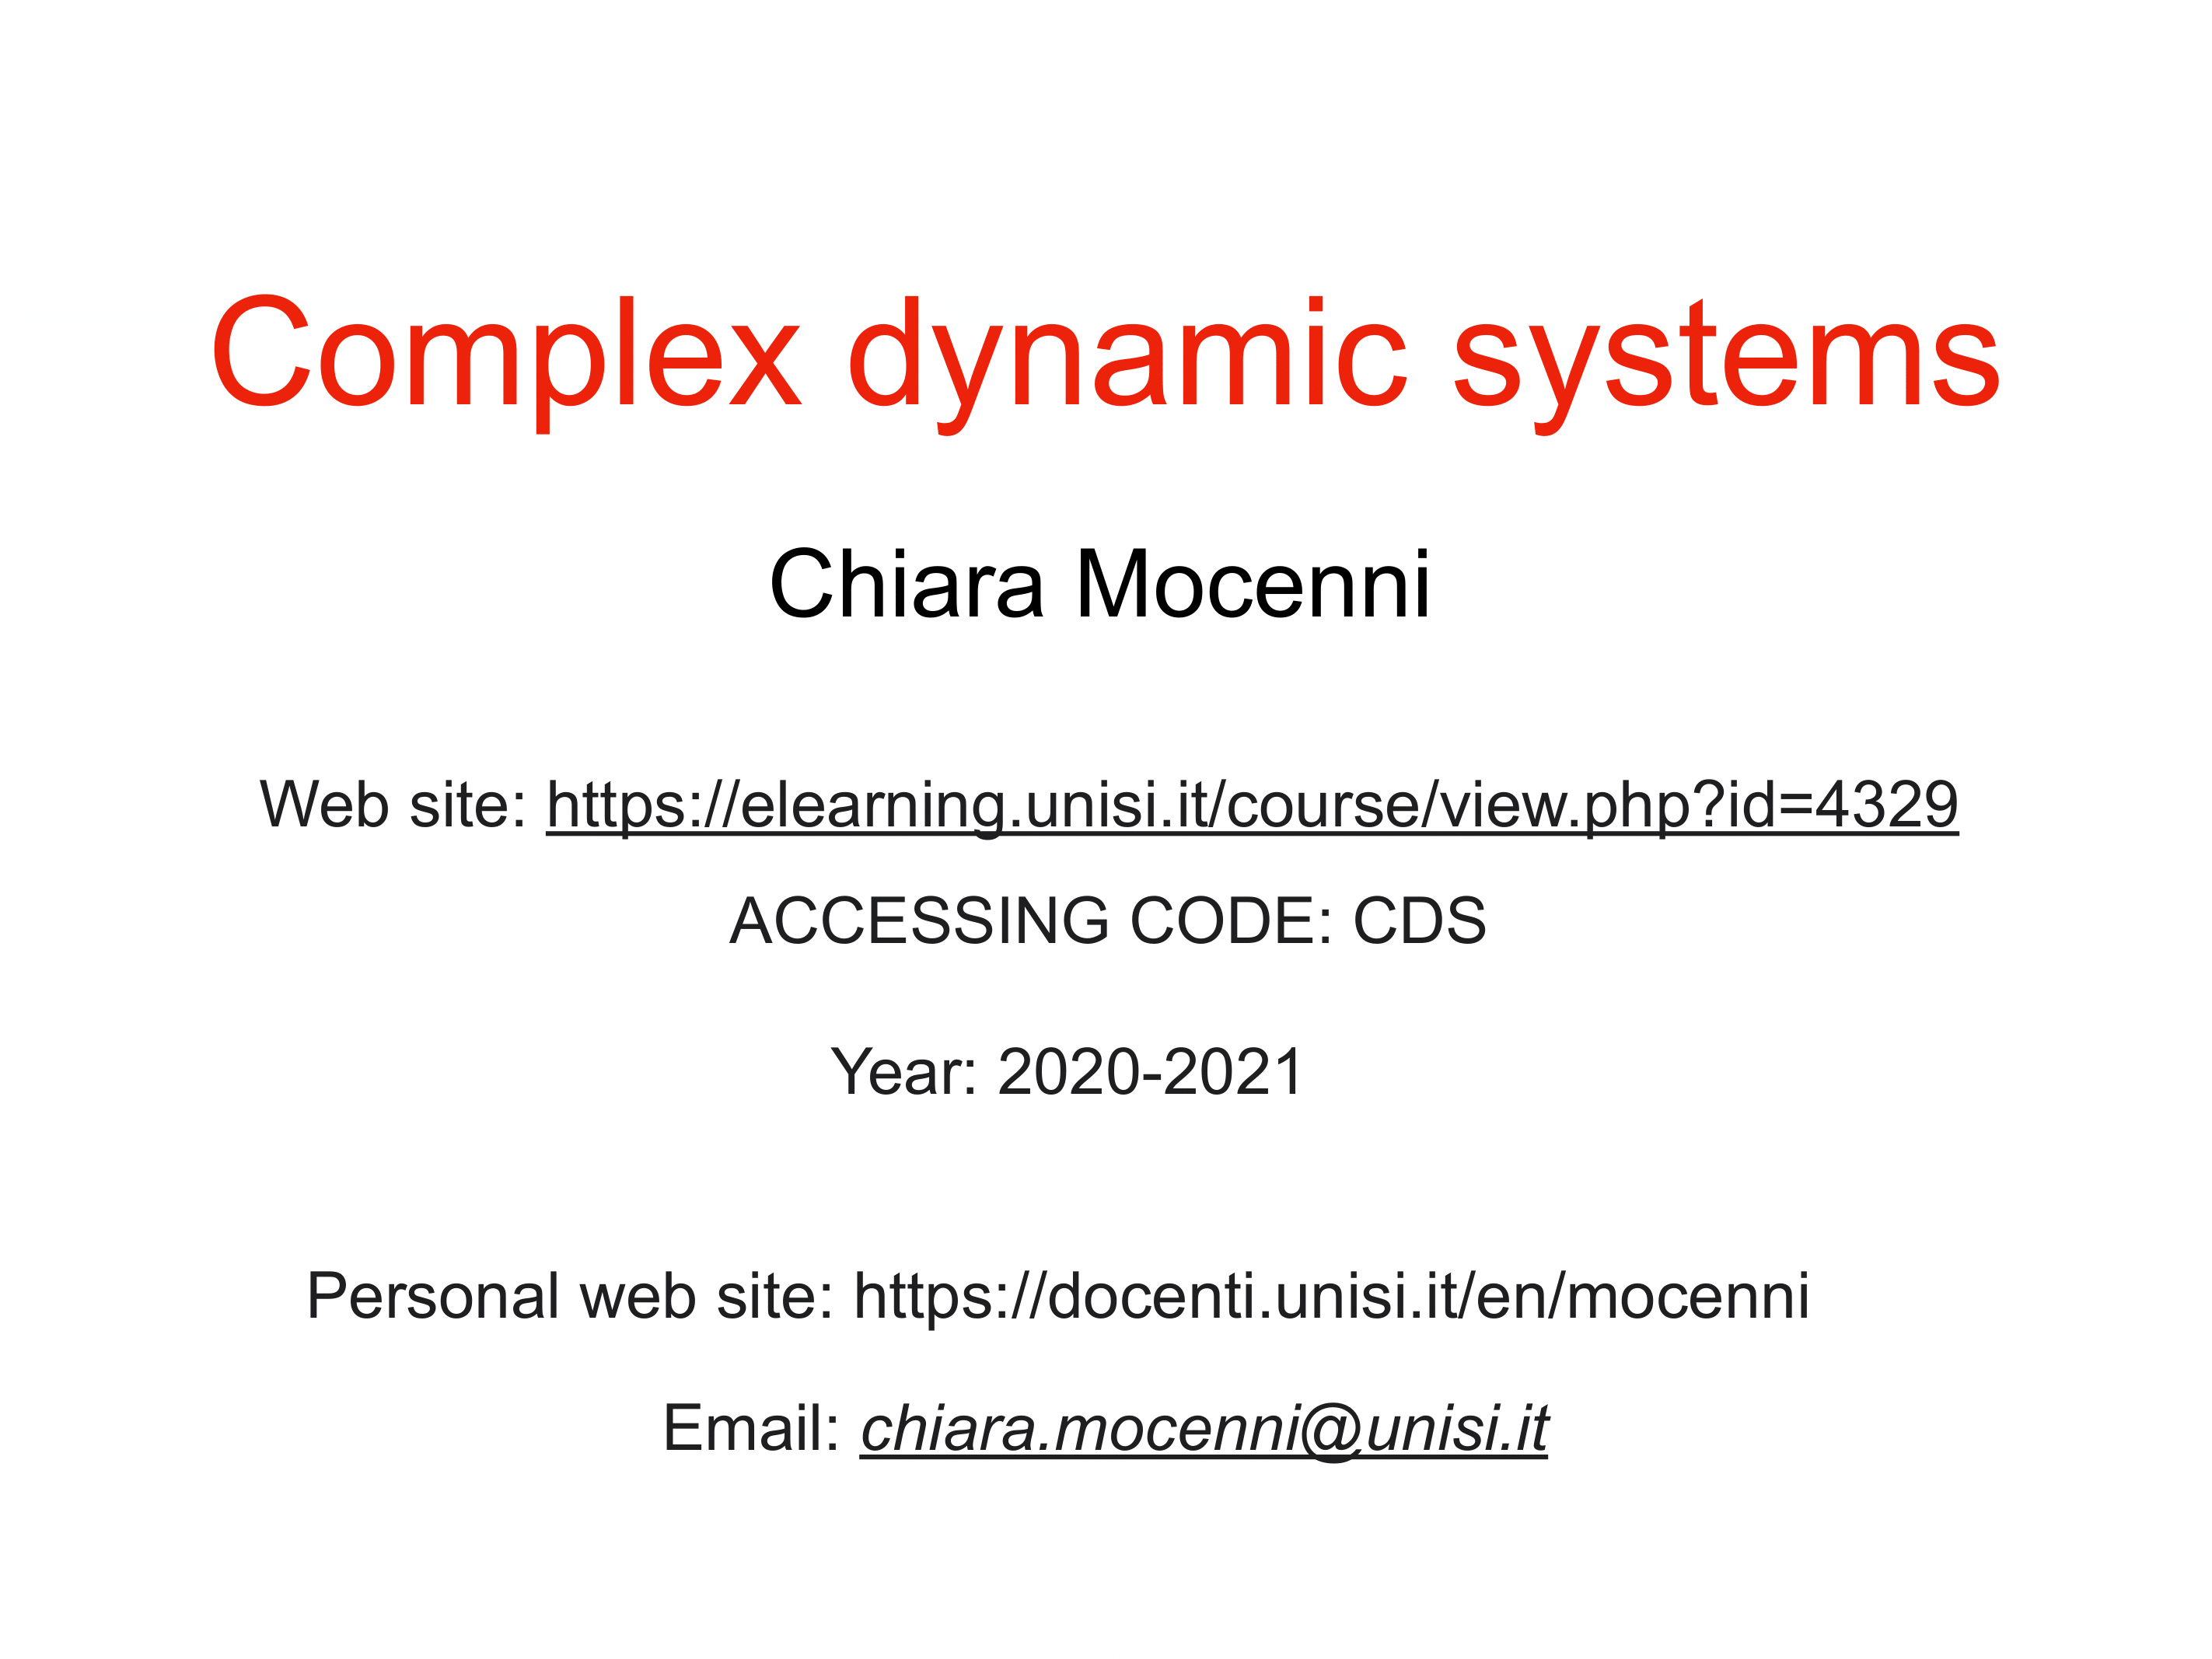 Complex dynamic systems
Chiara Mocenni
Web site: https://elearning.unisi.it/course/view.php?id=4329
ACCESSING CODE: CDS
Year: 2020-2021
Personal web site: https://docenti.unisi.it/en/mocenni
Email: chiara.mocenni@unisi.it